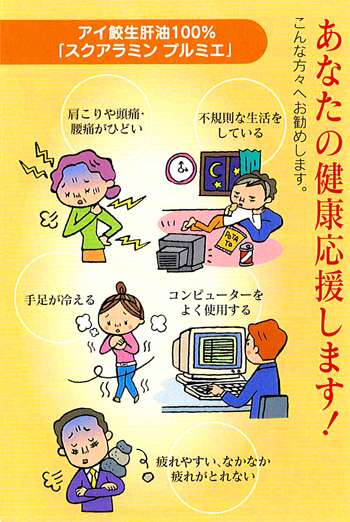 あなたの健康応援します！
こんな方々へお勧めします。
アイ鮫生肝油100%
「スクアラミン プルミエ」
肩こりや頭痛・
腰痛がひどい
不規則な生活を
している
POTA
TO
手足が冷える
コンピューターを
よく使用する
疲れやすい、なかなか
疲れがとれない